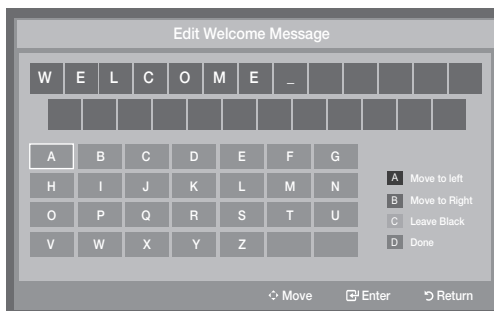 Edit Welcome Message
W E L C O M E _
A B C D E F G
H I J K L M N
O P Q R S T U
V W X Y Z
A Move to left
B Move to Right
C Leave Black
D Done
Move Enter Return